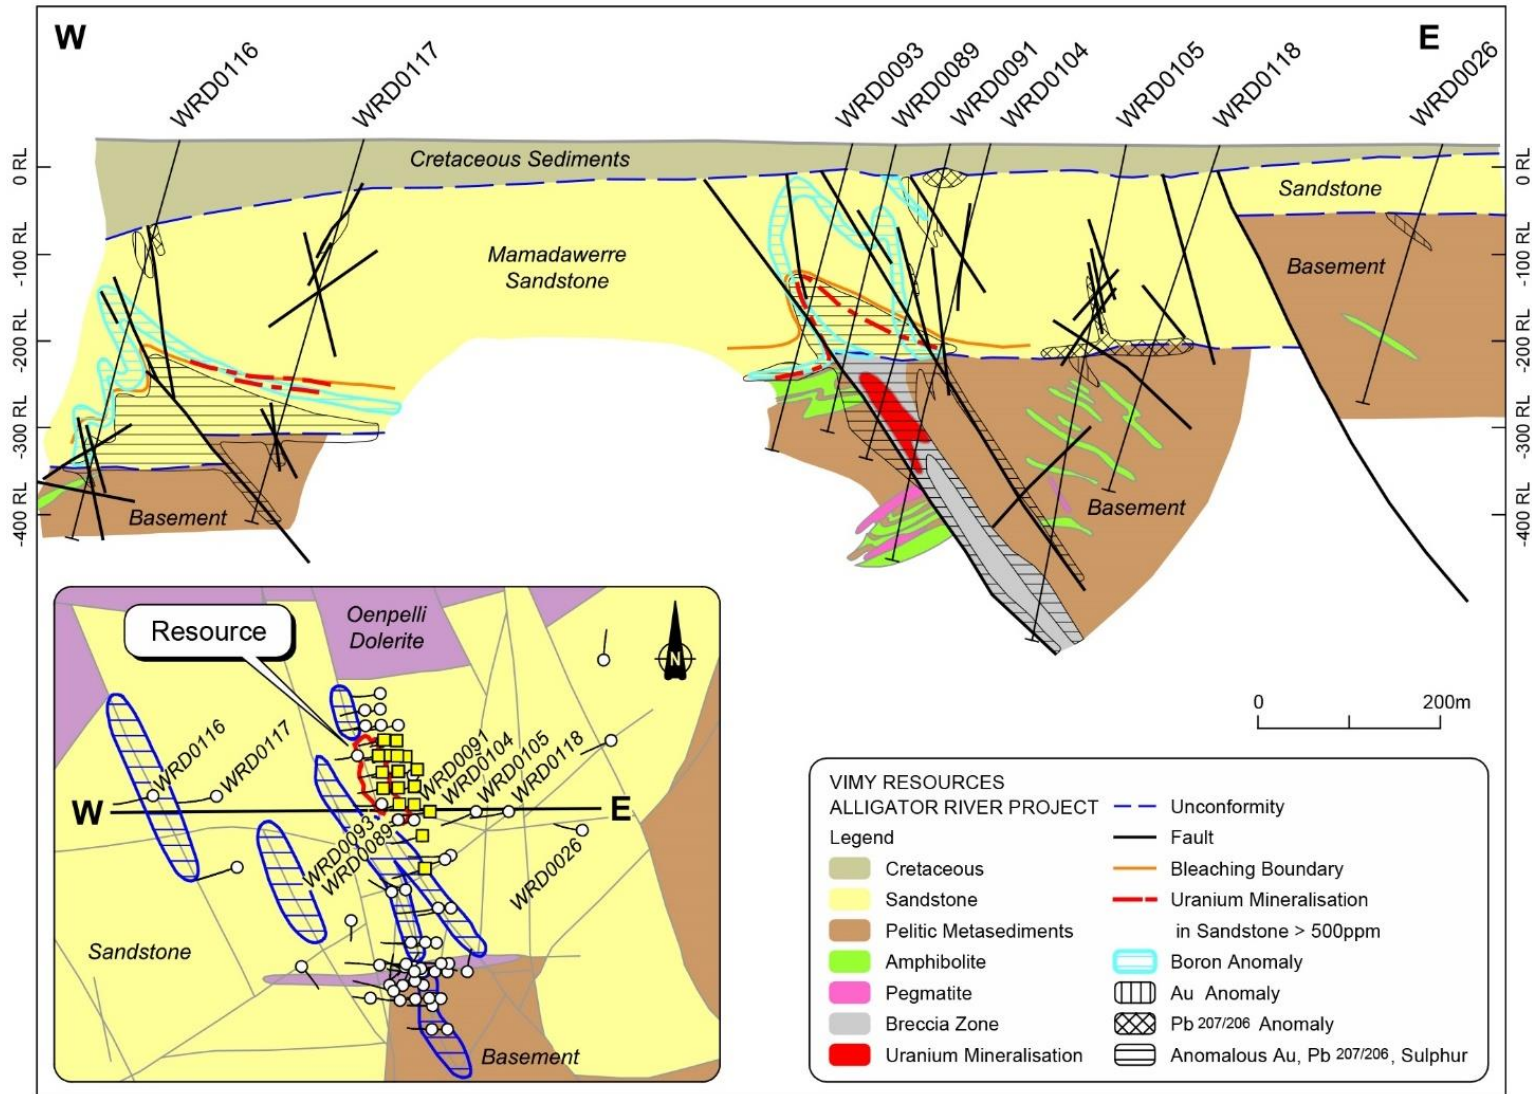 W
E
WRD0116
WRD0117
WRD0093
WRD0089
WRD0091
WRD0104
WRD0105
WRD0118
WRD0026
Cretaceous Sediments
0 RL
-100 RL
-200 RL
-300 RL
-400 RL
0 RL
-100 RL
-200 RL
-300 RL
-400 RL
Sandstone
Mamadawerre
Sandstone
Basement
Basement
Basement
Resource
Oenpelli
Dolerite
N
WRD0116
WRD0117
WRD0091
WRD0104
WRD0105
WRD0118
W
E
WRD0093
WRD0089
WRD0026
Sandstone
Basement
0 200m
VIMY RESOURCES
ALLIGATOR RIVER PROJECT
Legend
Cretaceous
Sandstone
Pelitic Metasediments
Amphibolite
Pegmatite
Breccia Zone
Uranium Mineralisation
Unconformity
Fault
Bleaching Boundary
Uranium Mineralisation
in Sandstone > 500ppm
Boron Anomaly
Au Anomaly
Pb 207/206 Anomaly
Anomalous Au, Pb 207/206, Sulphur